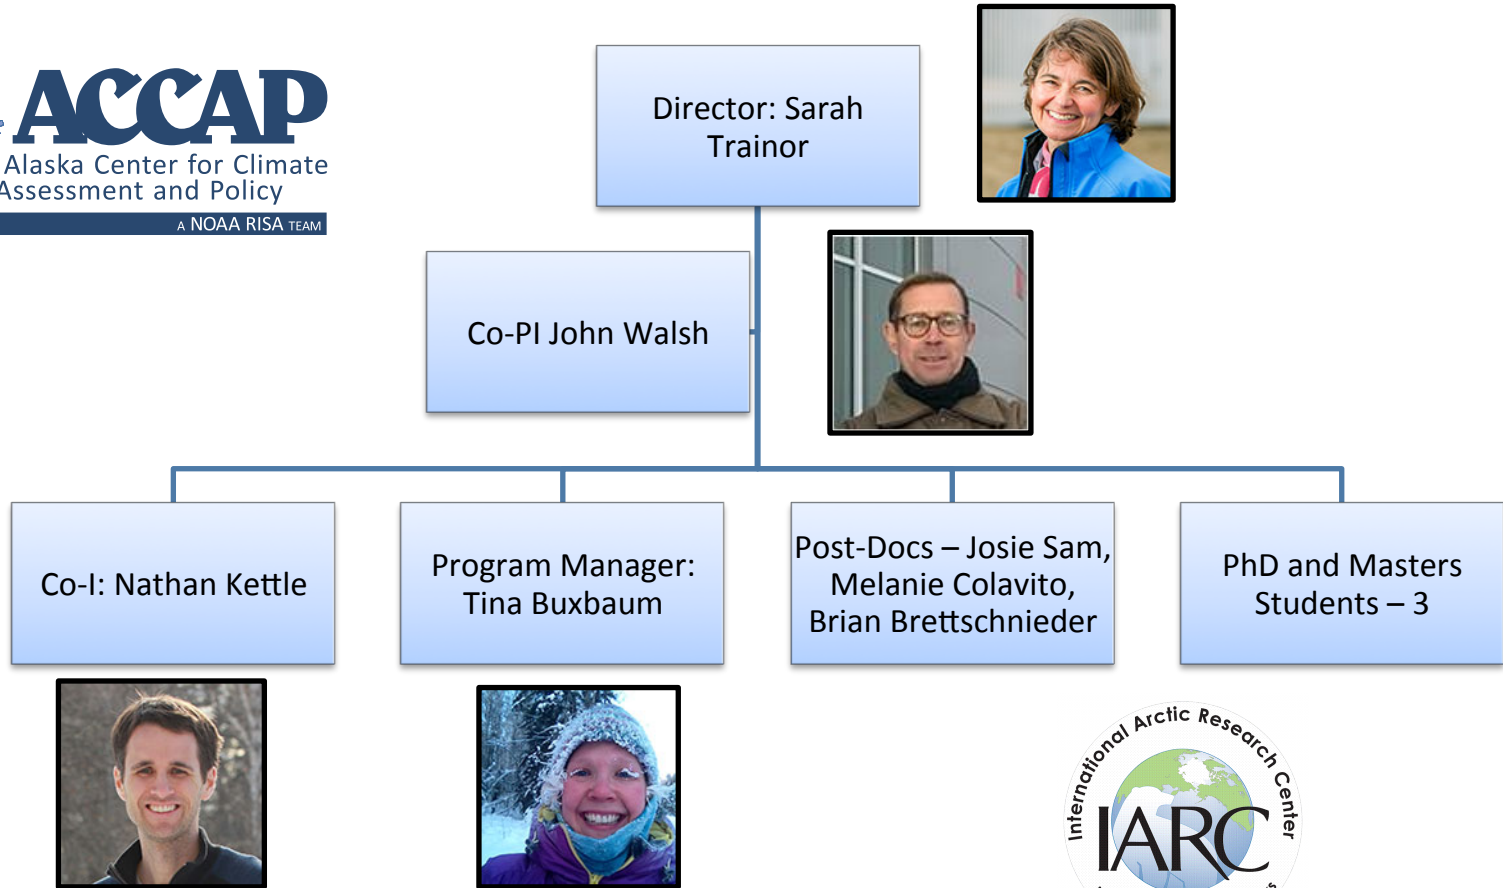 ACCAP
Alaska Center for Climate
Assessment and Policy
A NOAA RISA TEAM
Director: Sarah
Trainor
Co-PI John Walsh
Co-I: Nathan Kettle
Program Manager:
Tina Buxbaum
Post-Docs – Josie Sam,
Melanie Colavito,
Brian Brettschnieder
PhD and Masters
Students – 3
International Arctic Research Center
IARC